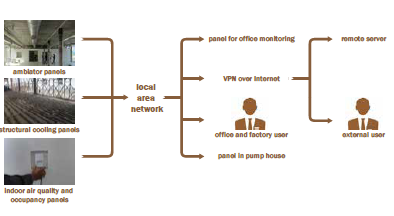 ambiator panels
structural cooling panels
indoor air quality and
occupancy panels
local
area
network
panel for office monitoring
VPN over internet
office and factory user
panel in pump house
remote server
external user